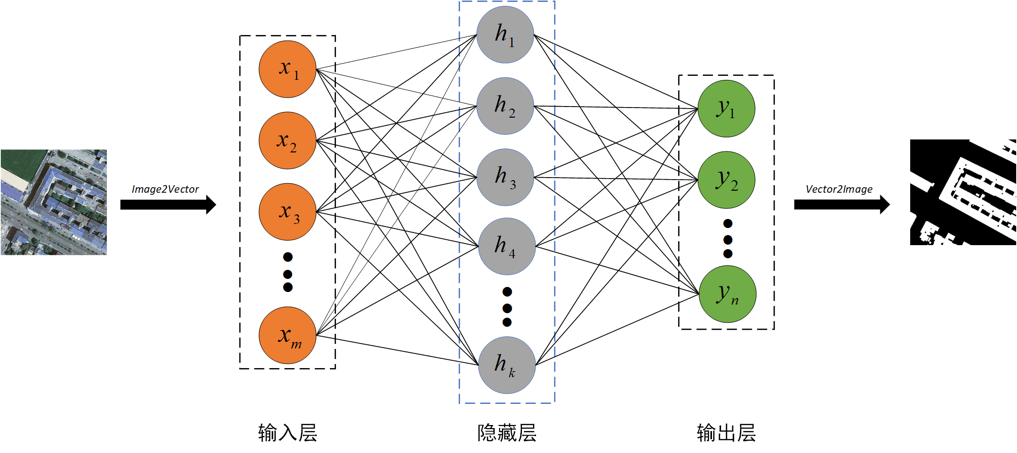 Image2Vector
x1
x2
x3
xm
输入层
h1
h2
h3
h4
hk
隐藏层
y1
y2
yn
输出层
Vector2Image